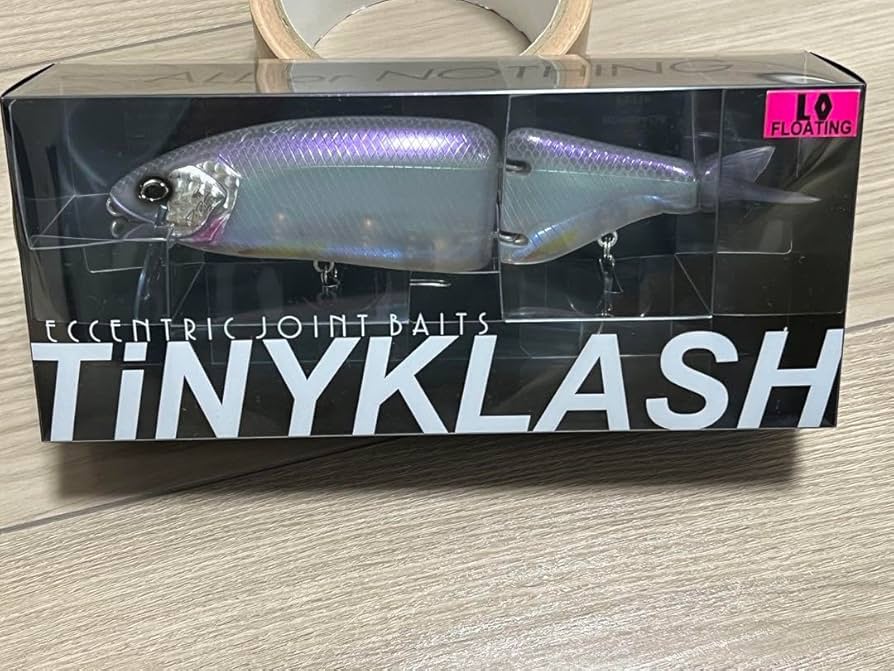 ALL or NOTHING
LO
FLOATING
ECCENTRIC JOINT BAITS
TiNYKLASH